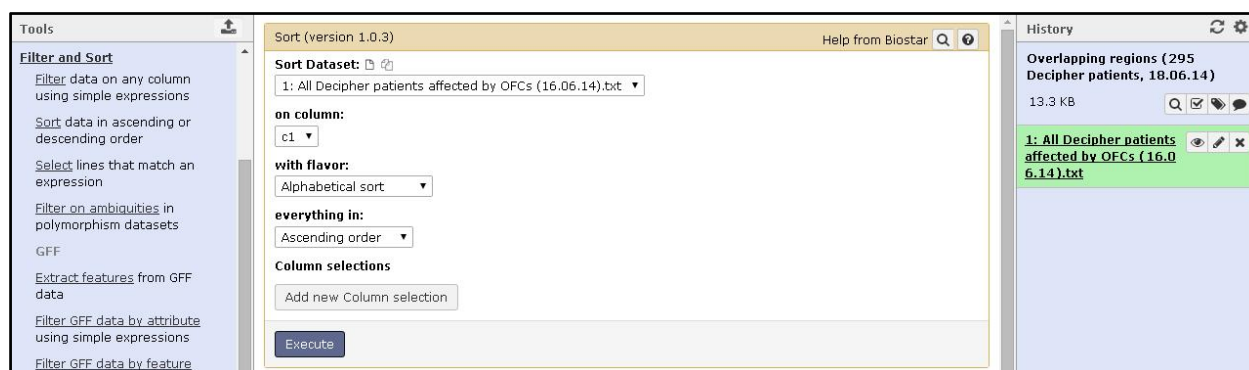 Tools
Filter and Sort
Filter data on any column
using simple expressions
Sort data in ascending or
descending order
Select lines that match an
expression
Filter on ambiguities in
polymorphism datasets
GFF
Extract features from GFF
data
Filter GFF data by attribute
using simple expressions
Filter GFF data by feature
Sort (version 1.0.3)
Help from Biostar
Sort Dataset:
1: All Decipher patients affected by OFCs (16.06.14).txt
on column:
c1
with flavor:
Alphabetical sort
everything in:
Ascending order
Column selections
Add new Column selection
Execute
History
Overlapping regions (295
Decipher patients, 18.06.14)
13.3 KB
1: All Decipher patients
affected by OFCs (16.0
6.14).txt